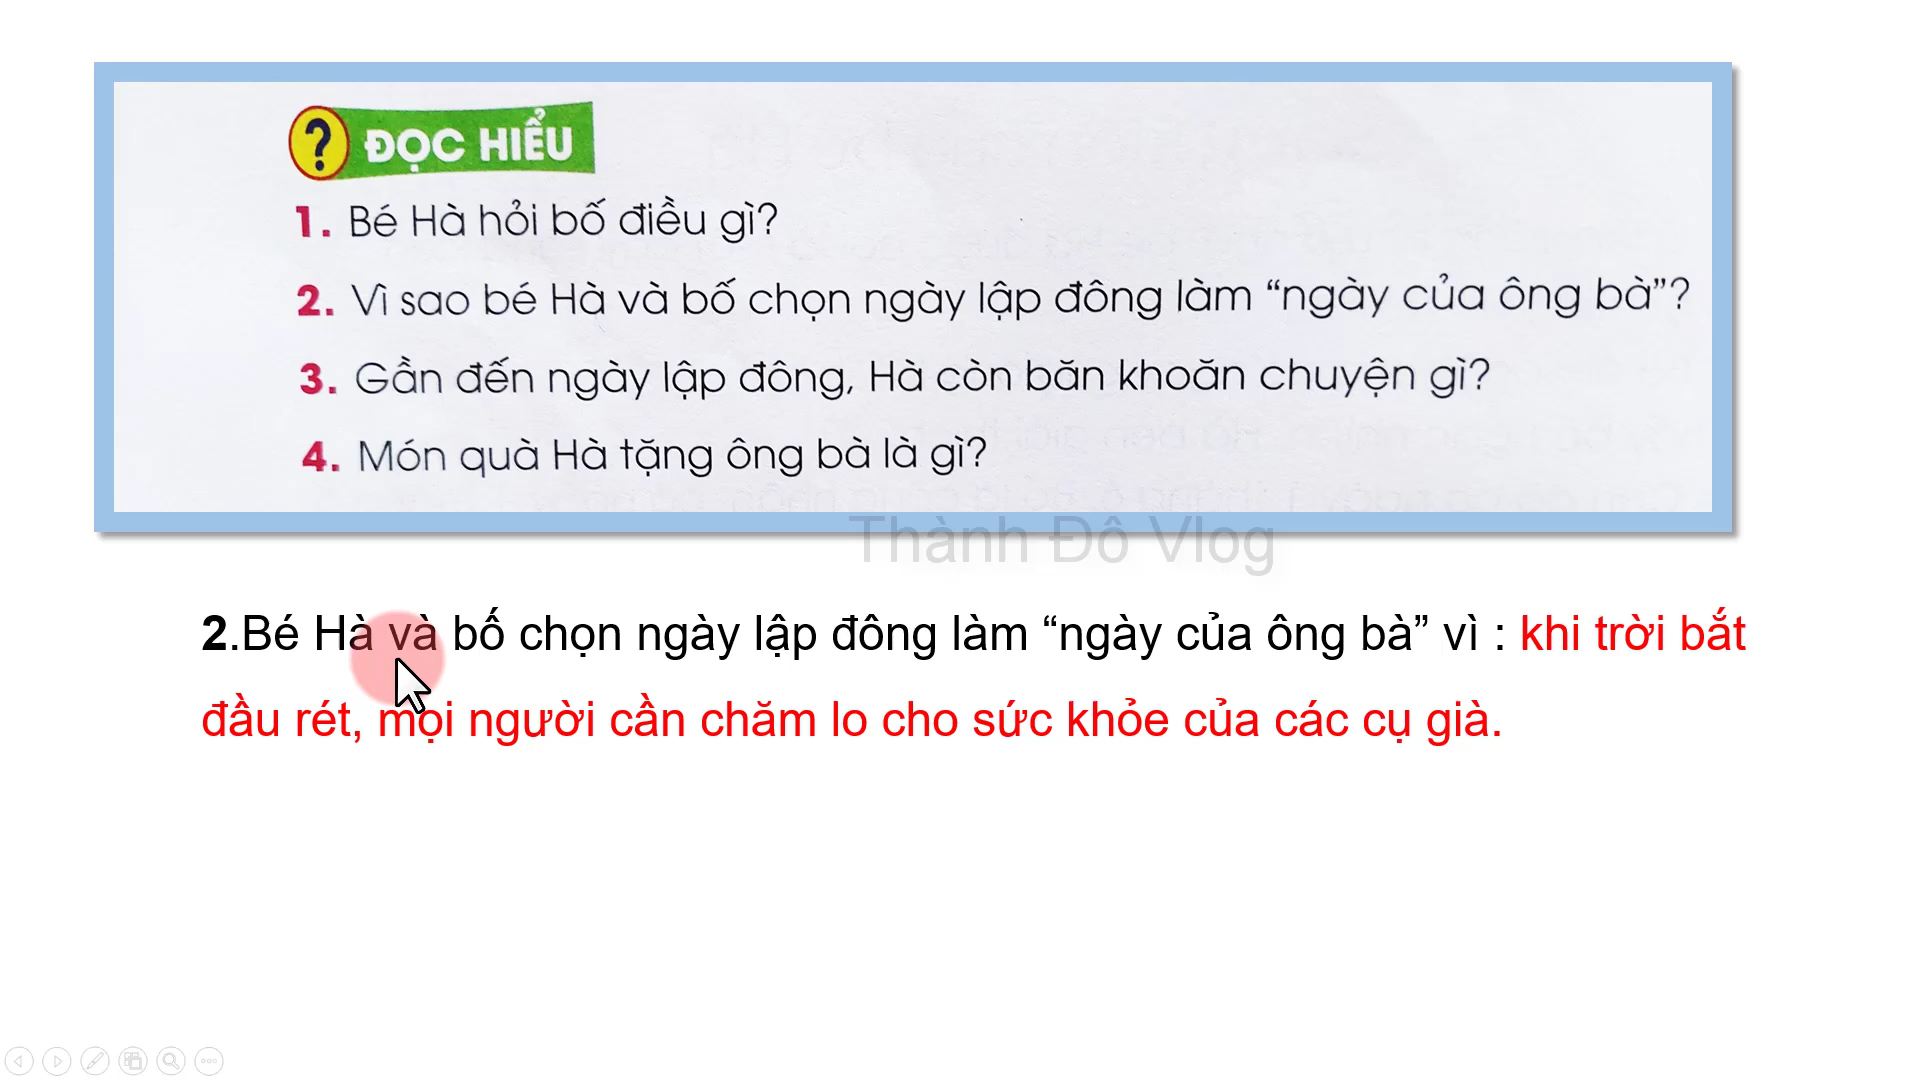 ? ĐỌC HIỂU
1. Bé Hà hỏi bố điều gì?
2. Vì sao bé Hà và bố chọn ngày lập đông làm “ngày của ông bà”?
3. Gần đến ngày lập đông, Hà còn băn khoăn chuyện gì?
4. Món quà Hà tặng ông bà là gì?
Thành Đô Vlog
2.Bé Hà và bố chọn ngày lập đông làm “ngày của ông bà” vì : khi trời bắt
đầu rét, mọi người cần chăm lo cho sức khỏe của các cụ già.